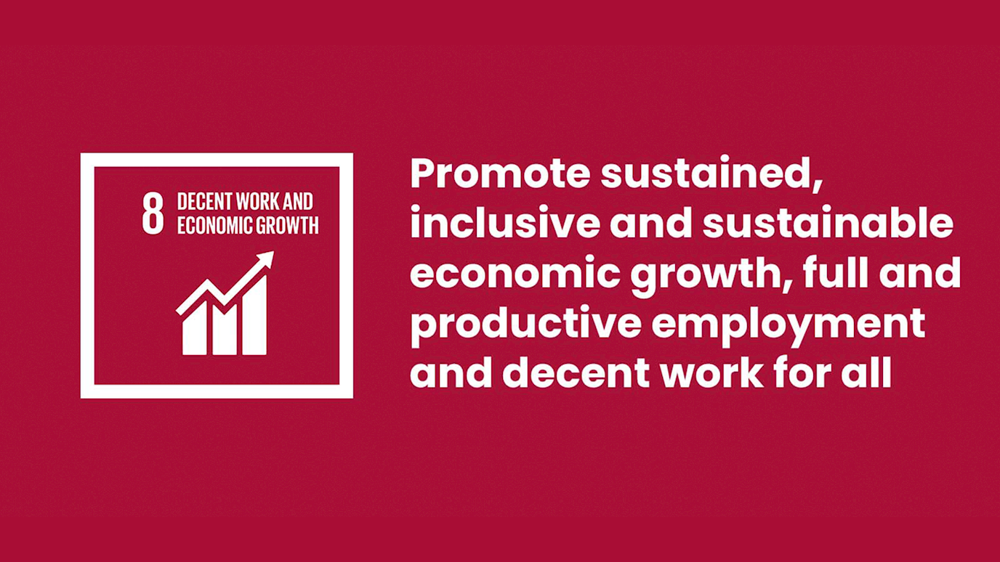 8
DECENT WORK AND
ECONOMIC GROWTH
Promote sustained,
inclusive and sustainable
economic growth, full and
productive employment
and decent work for all